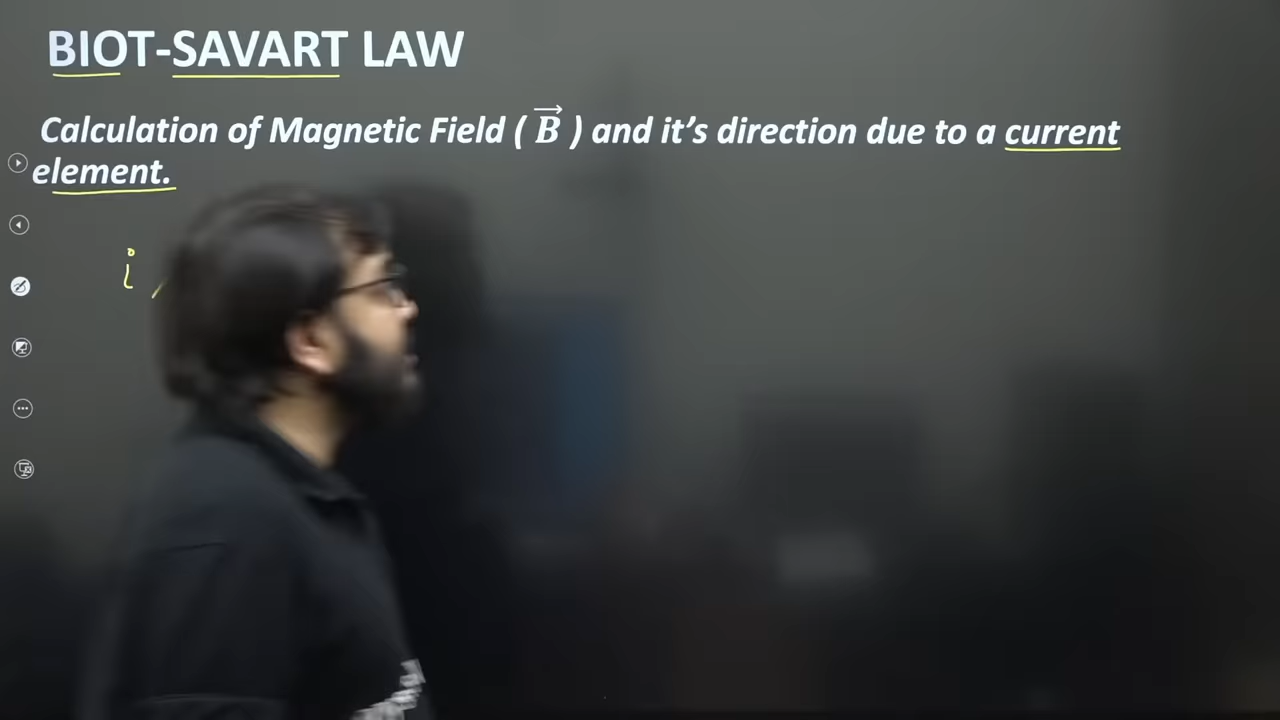 BIOT-SAVART LAW
Calculation of Magnetic Field ( B⃗ ) and it's direction due to a current
element.
i